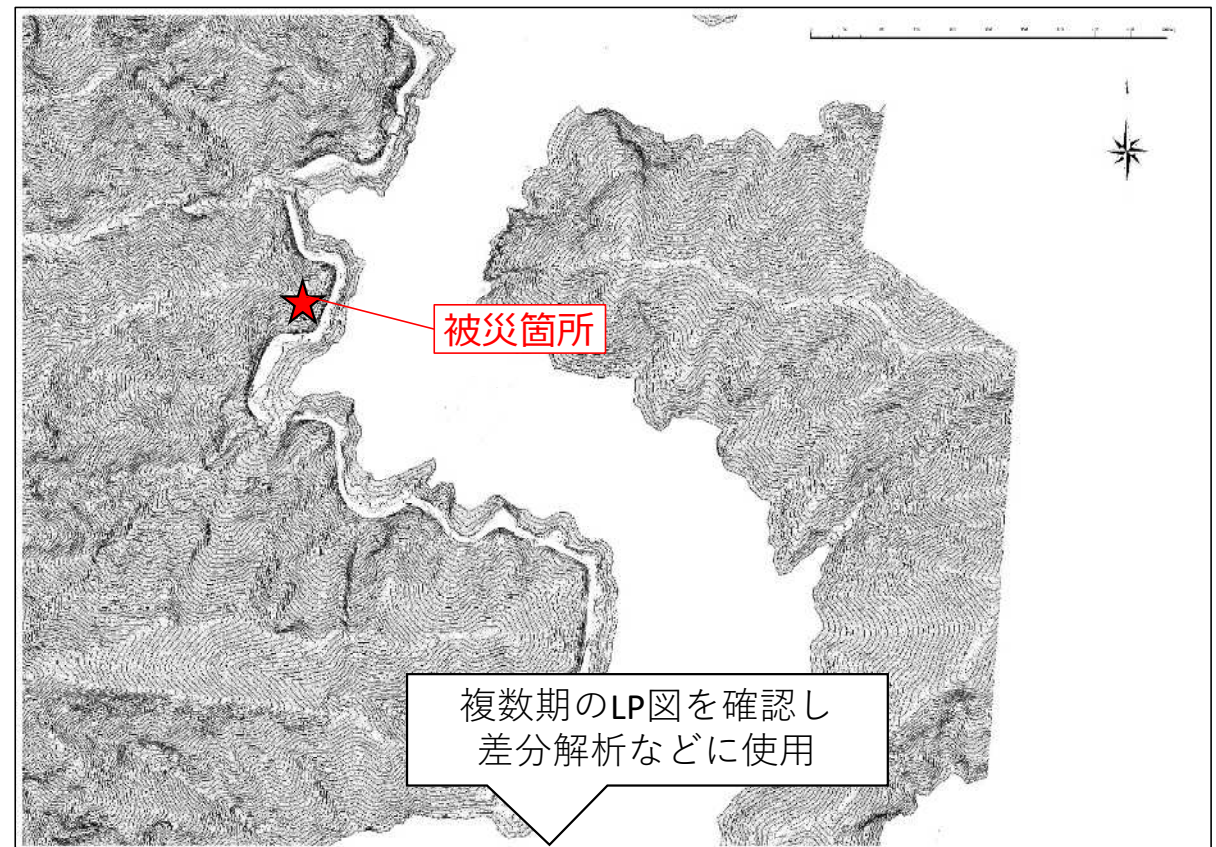 被災箇所
複数期のLP図を確認し
差分解析などに使用